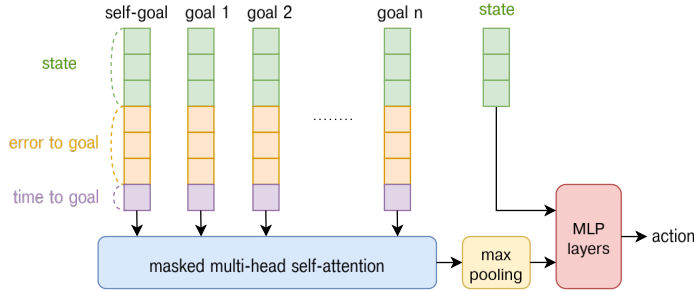 self-goal goal 1 goal 2 goal n state
state
........
error to goal
time to goal
masked multi-head self-attention
max
pooling
MLP
layers
action